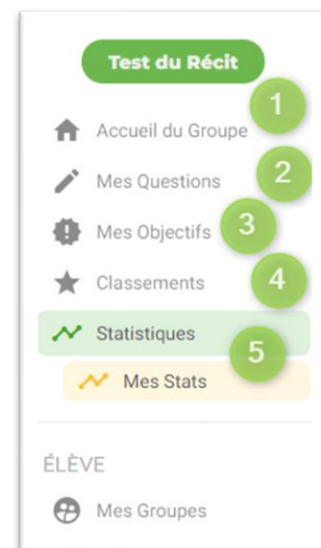 Test du Récit
1
Accueil du Groupe
2
Mes Questions
3
Mes Objectifs
4
Classements
Statistiques
5
Mes Stats
ÉLÈVE
Mes Groupes